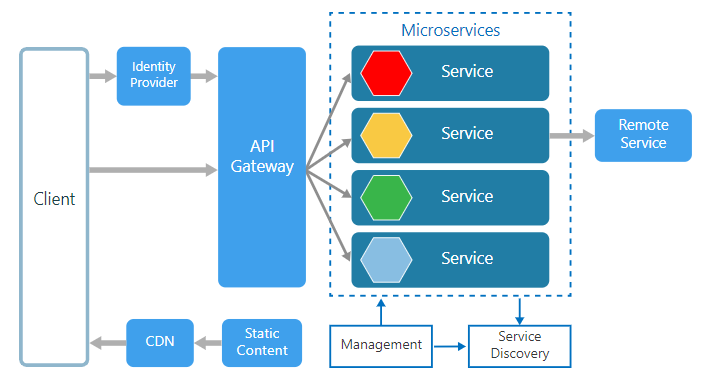 Microservices
Identity
Provider
Service
API
Gateway
Service
Remote
Service
Client
Service
Service
CDN
Static
Content
Management
Service
Discovery